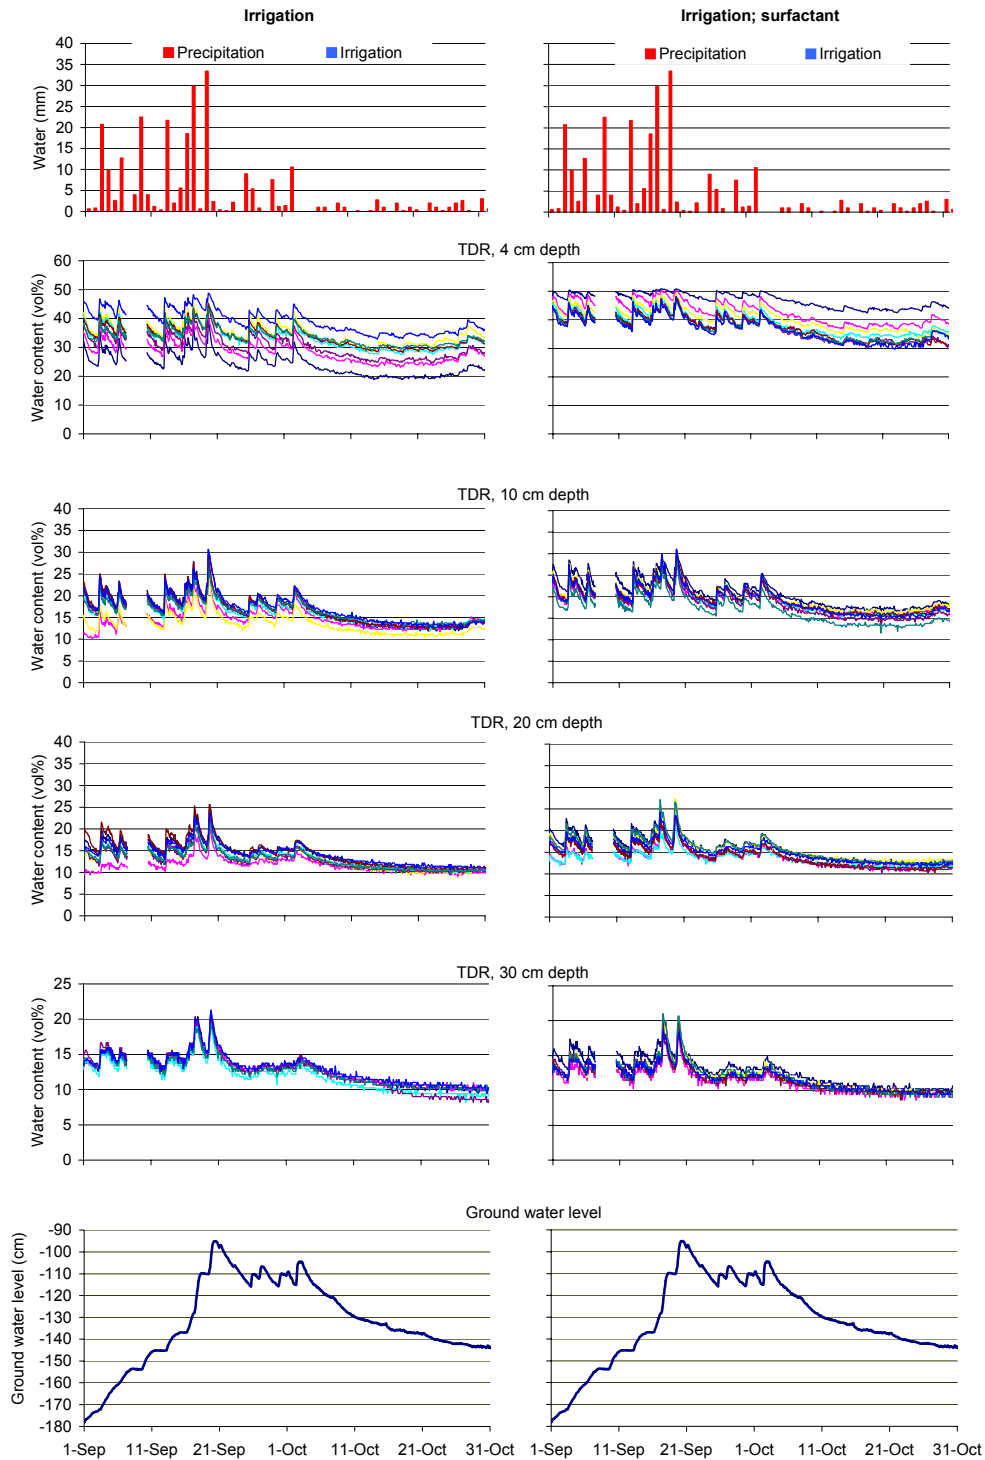 Irrigation
Irrigation; surfactant
Water (mm)
40
35
30
25
20
15
10
5
0
Precipitation
Irrigation
Precipitation
Irrigation
TDR, 4 cm depth
Water content (vol%)
60
50
40
30
20
10
0
TDR, 10 cm depth
Water content (vol%)
40
35
30
25
20
15
10
5
0
TDR, 20 cm depth
Water content (vol%)
40
35
30
25
20
15
10
5
0
TDR, 30 cm depth
Water content (vol%)
25
20
15
10
5
0
Ground water level
Ground water level (cm)
-90
-100
-110
-120
-130
-140
-150
-160
-170
-180
1-Sep 11-Sep 21-Sep 1-Oct 11-Oct 21-Oct 31-Oct
1-Sep 11-Sep 21-Sep 1-Oct 11-Oct 21-Oct 31-Oct